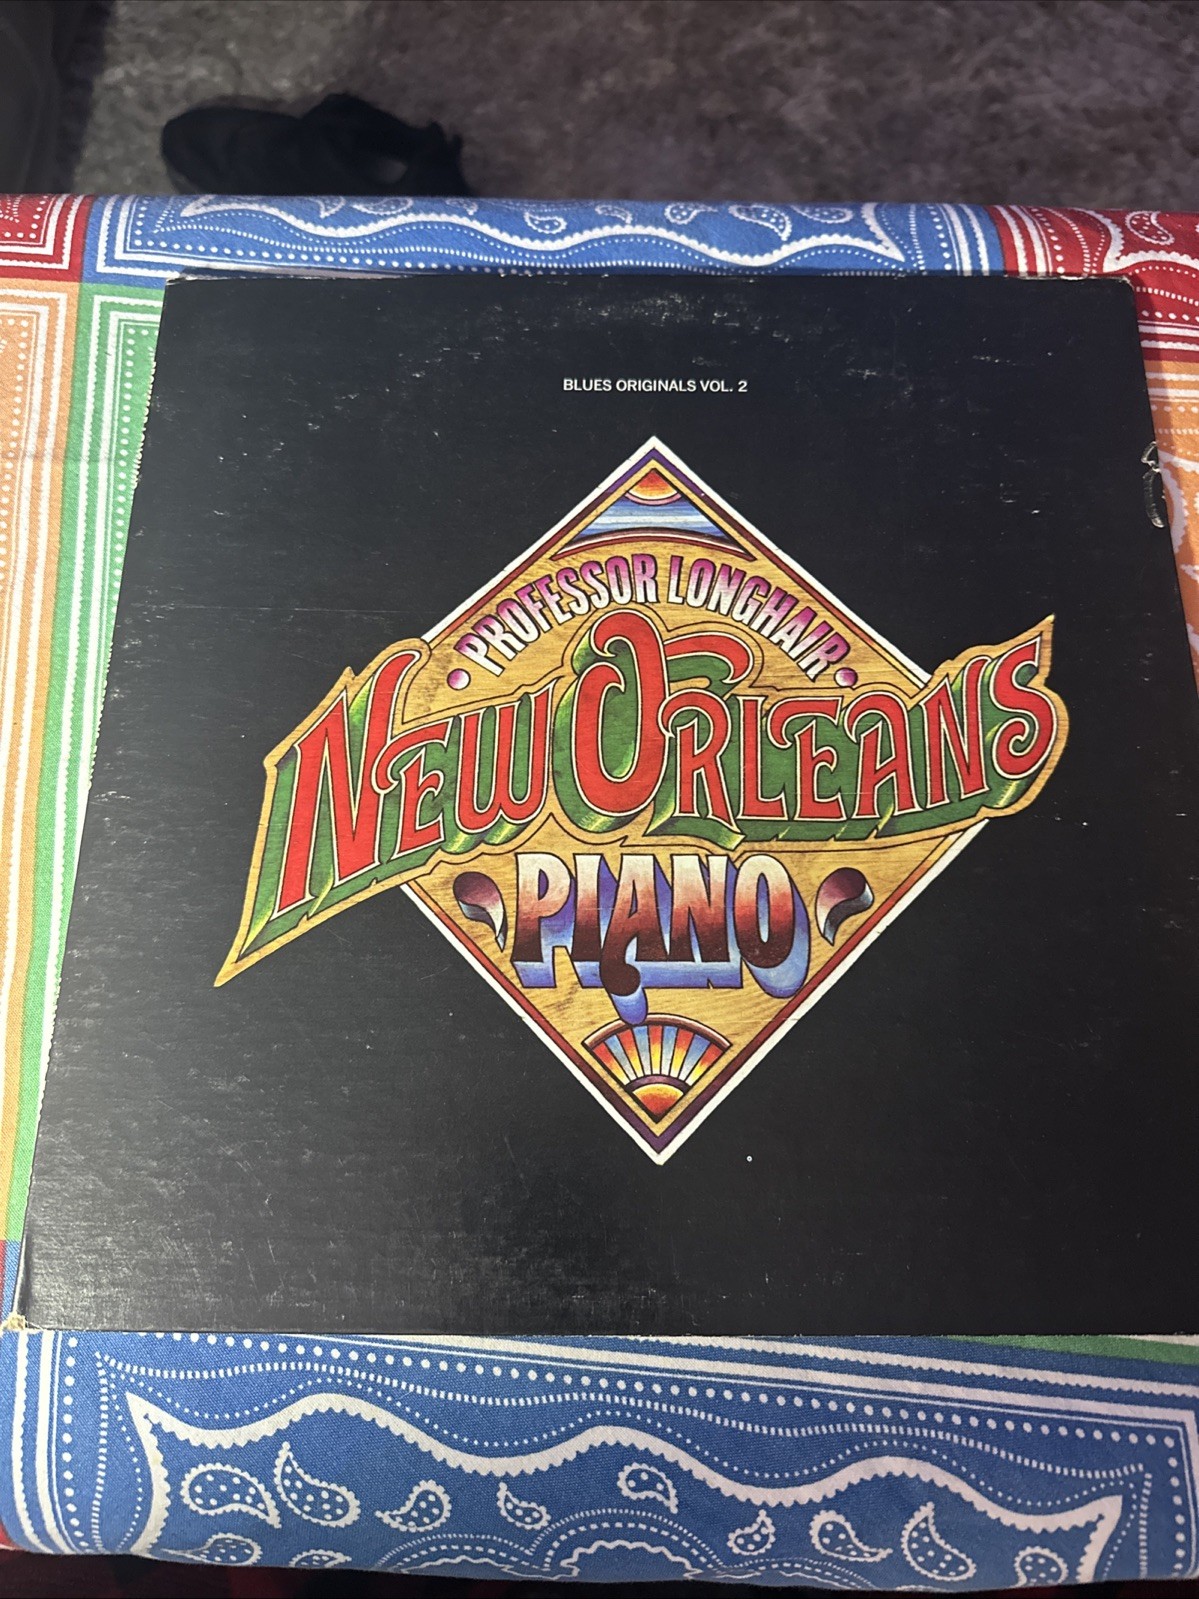 BLUES ORIGINALS VOL. 2
PROFESSOR LONGHAIR
NEW ORLEANS
PIANO